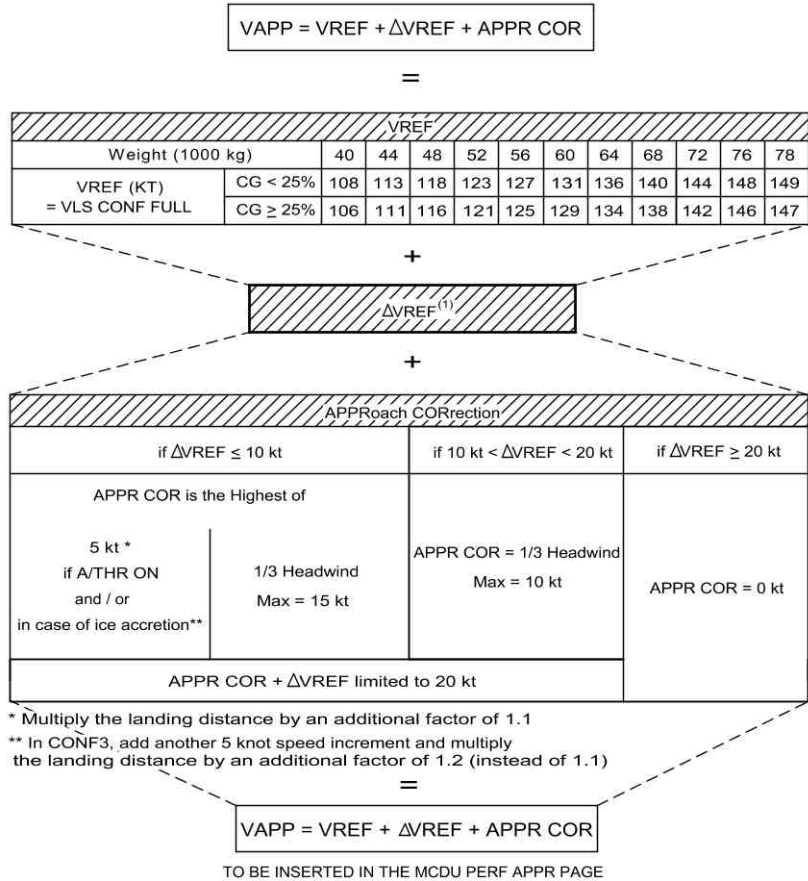 VAPP = VREF + ΔVREF + APPR COR
=
VREF
Weight (1000 kg) 40 44 48 52 56 60 64 68 72 76 78
VREF (KT) = VLS CONF FULL
CG < 25% 108 113 118 123 127 131 136 140 144 148 149
CG ≥ 25% 106 111 116 121 125 129 134 138 142 146 147
+
ΔVREF(1)
+
APPRoach CORrection
if ΔVREF ≤ 10 kt if 10 kt < ΔVREF < 20 kt if ΔVREF ≥ 20 kt
APPR COR is the Highest of
5 kt *
if A/THR ON
and / or
in case of ice accretion**
1/3 Headwind
Max = 15 kt
APPR COR = 1/3 Headwind
Max = 10 kt
APPR COR = 0 kt
APPR COR + ΔVREF limited to 20 kt
* Multiply the landing distance by an additional factor of 1.1
** In CONF3, add another 5 knot speed increment and multiply
the landing distance by an additional factor of 1.2 (instead of 1.1)
=
VAPP = VREF + ΔVREF + APPR COR
TO BE INSERTED IN THE MCDU PERF APPR PAGE